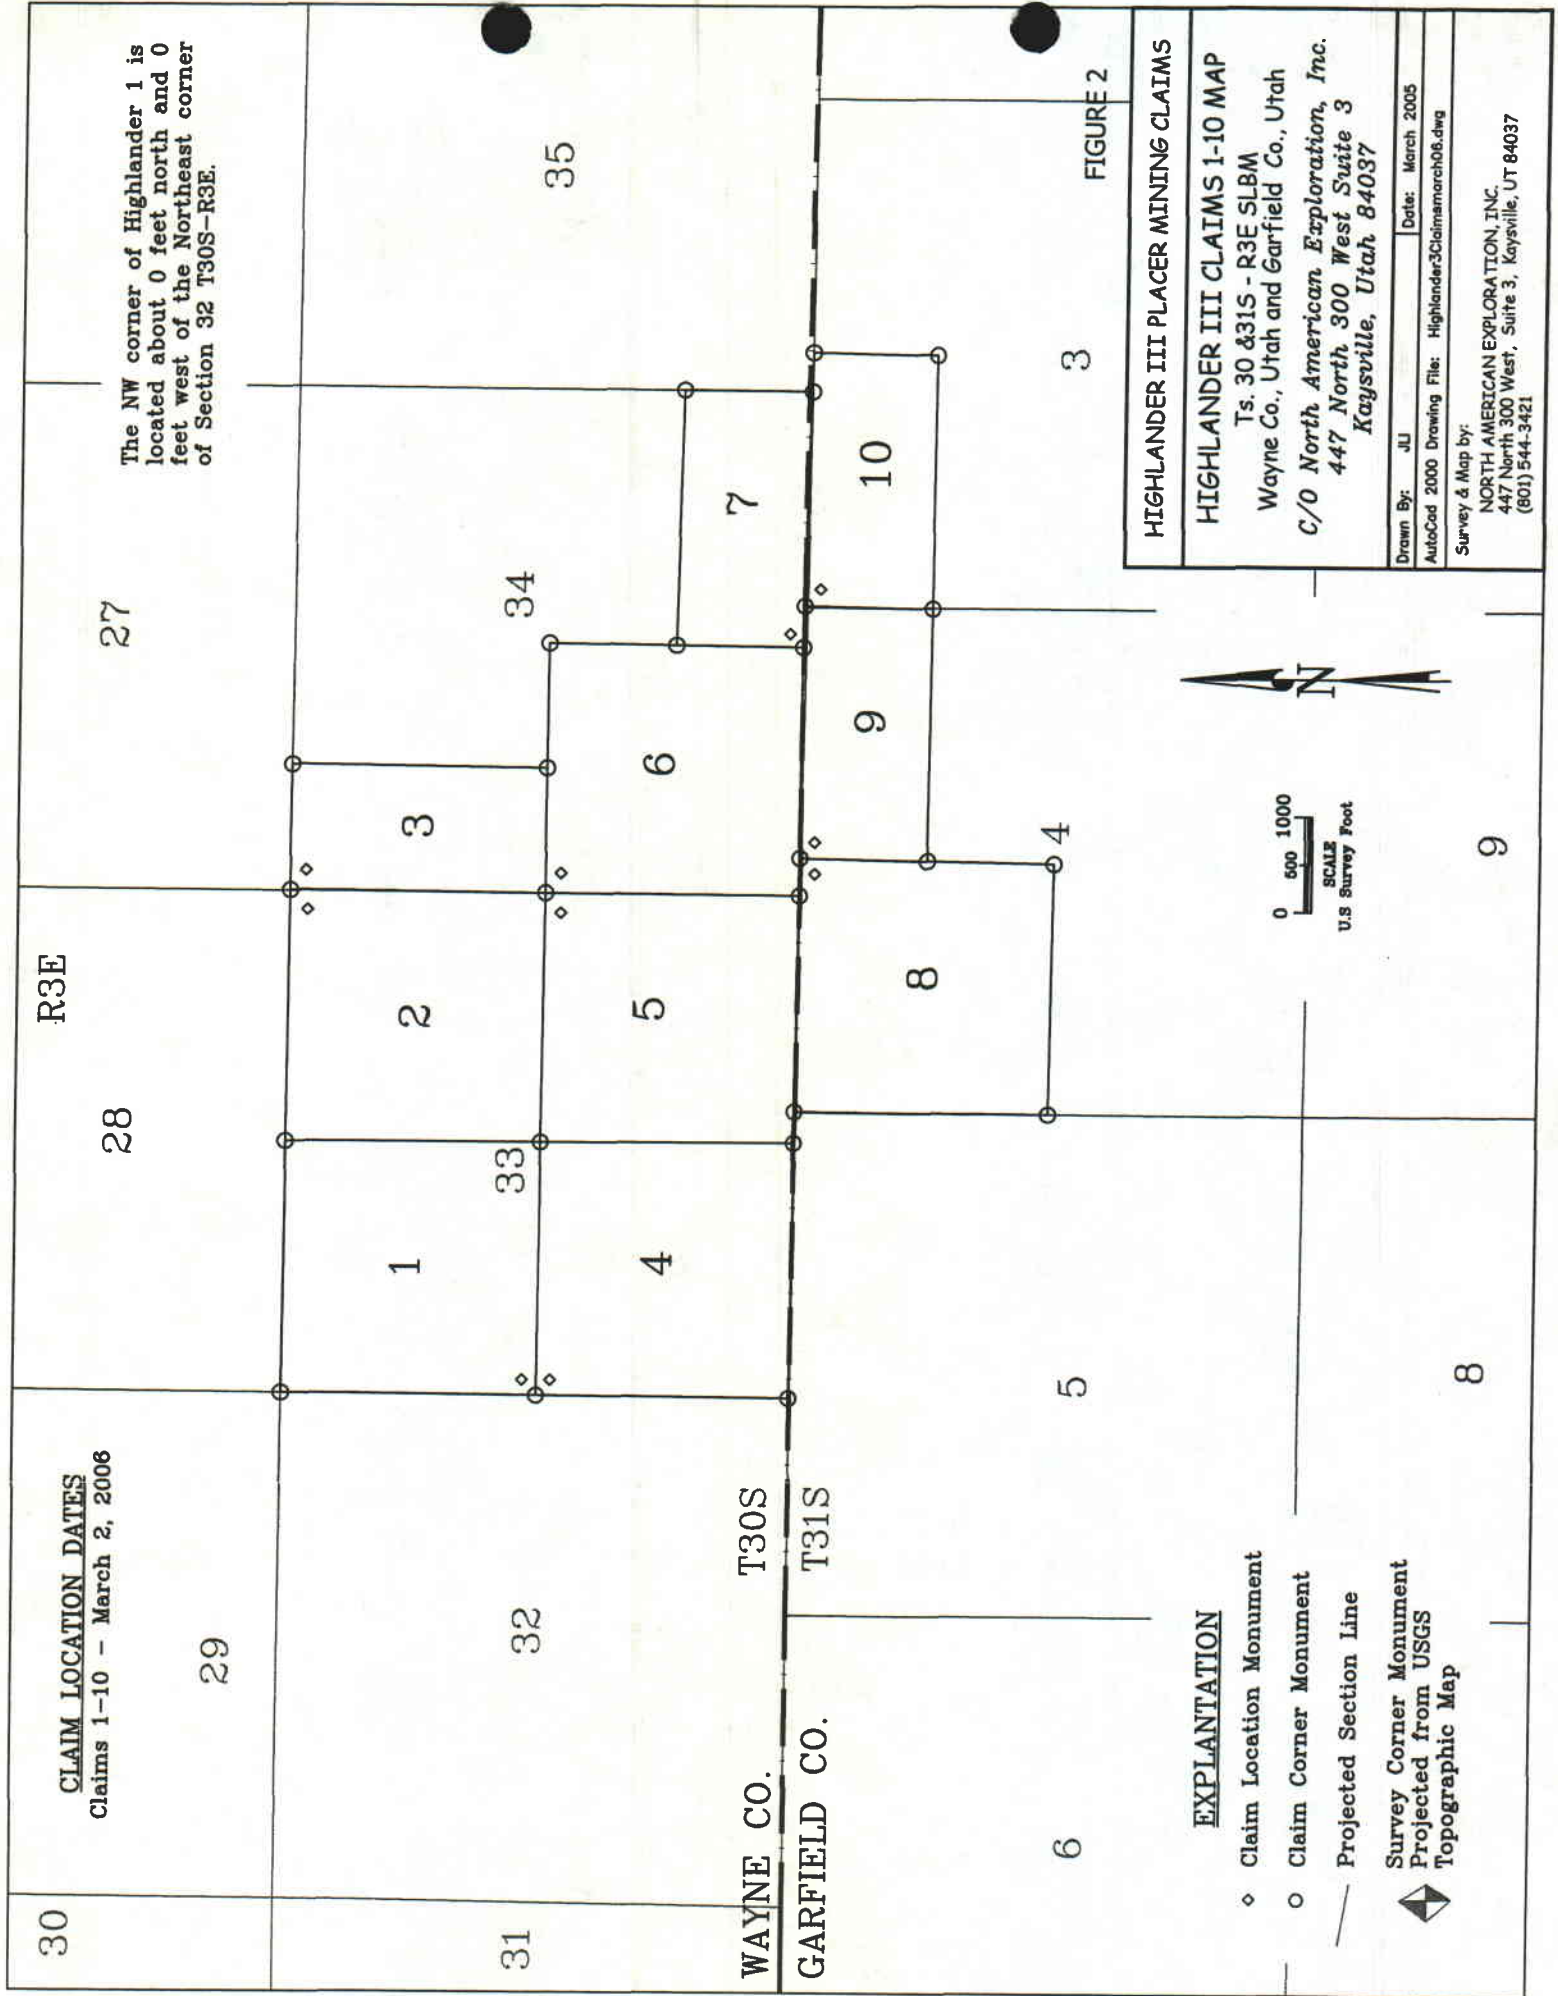 CLAIM LOCATION DATES
Claims 1-10 - March 2, 2006
R3E
The NW corner of Highlander 1 is
located about 0 feet north and 0
feet west of the Northeast corner
of Section 32 T30S-R3E.
30
29
28
27
31
32
33
34
35
1
2
3
4
5
6
7
WAYNE CO.
T30S
GARFIELD CO.
T31S
8
9
10
6
5
4
3
8
9
FIGURE 2
EXPLANTATION
Claim Location Monument
Claim Corner Monument
Projected Section Line
Survey Corner Monument
Projected from USGS
Topographic Map
0 500 1000
SCALE
U.S Survey Foot
N
HIGHLANDER III PLACER MINING CLAIMS
HIGHLANDER III CLAIMS 1-10 MAP
Ts. 30 &31S - R3E SLBM
Wayne Co., Utah and Garfield Co., Utah
C/O North American Exploration, Inc.
447 North 300 West Suite 3
Kaysville, Utah 84037
Drawn By: JLI
Date: March 2005
AutoCad 2000 Drawing File: Highlander3Claimsmarch06.dwg
Survey & Map by:
NORTH AMERICAN EXPLORATION, INC.
447 North 300 West, Suite 3, Kaysville, UT 84037
(801) 544-3421